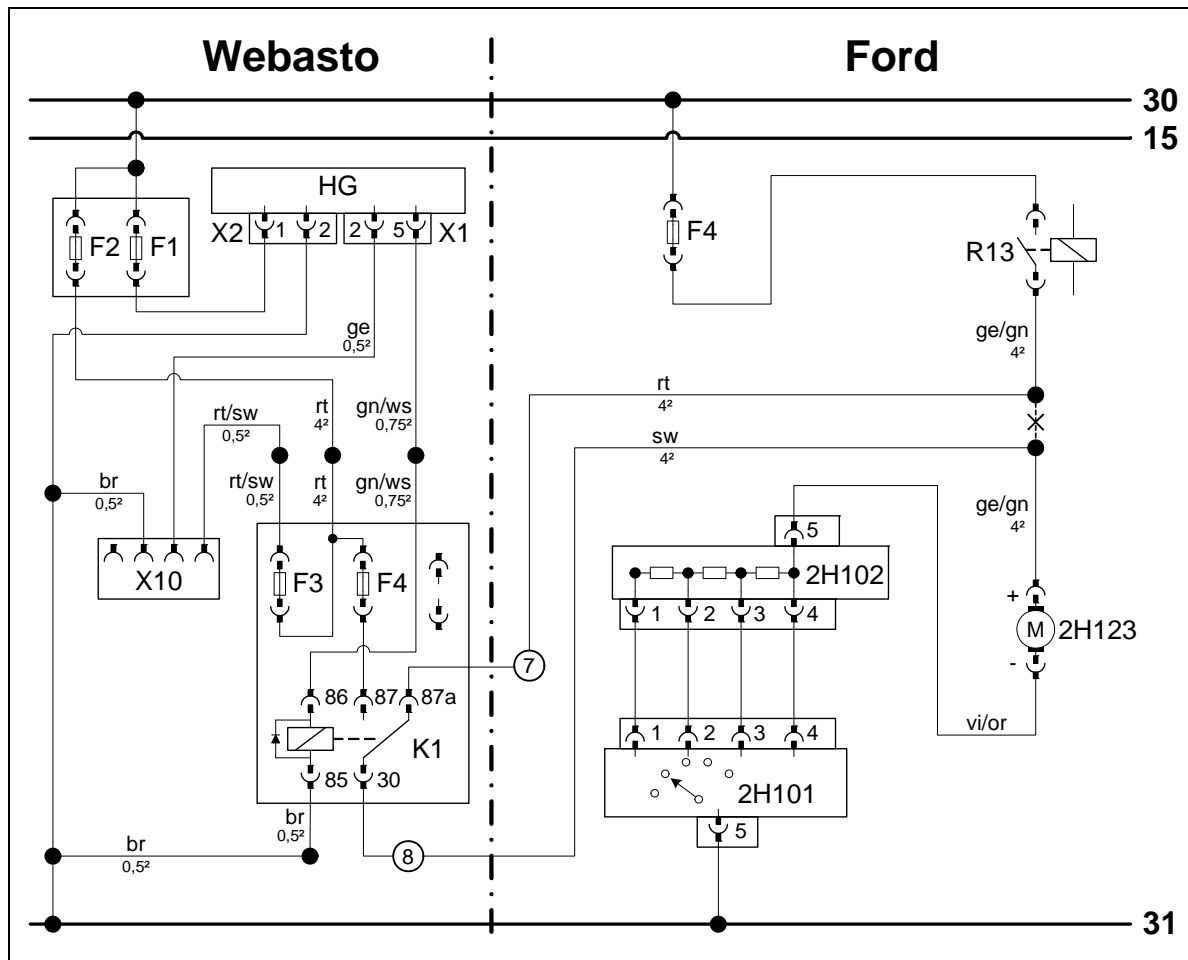 Webasto Ford
30
15
HG
F2 F1 X2 1 2 2 5 X1 F4
R13
ge
0,5²
ge/gn
4²
rt/sw
0,5²
rt
4²
gn/ws
0,75²
rt
4²
sw
4²
br
0,5²
rt/sw
0,5²
rt
4²
gn/ws
0,75²
ge/gn
4²
5
X10 F3 F4 2H102
1 2 3 4
+
M 2H123
-
7
86 87 87a
vi/or
K1 1 2 3 4
85 30 2H101
br
0,5²
5
br
0,5²
8
31